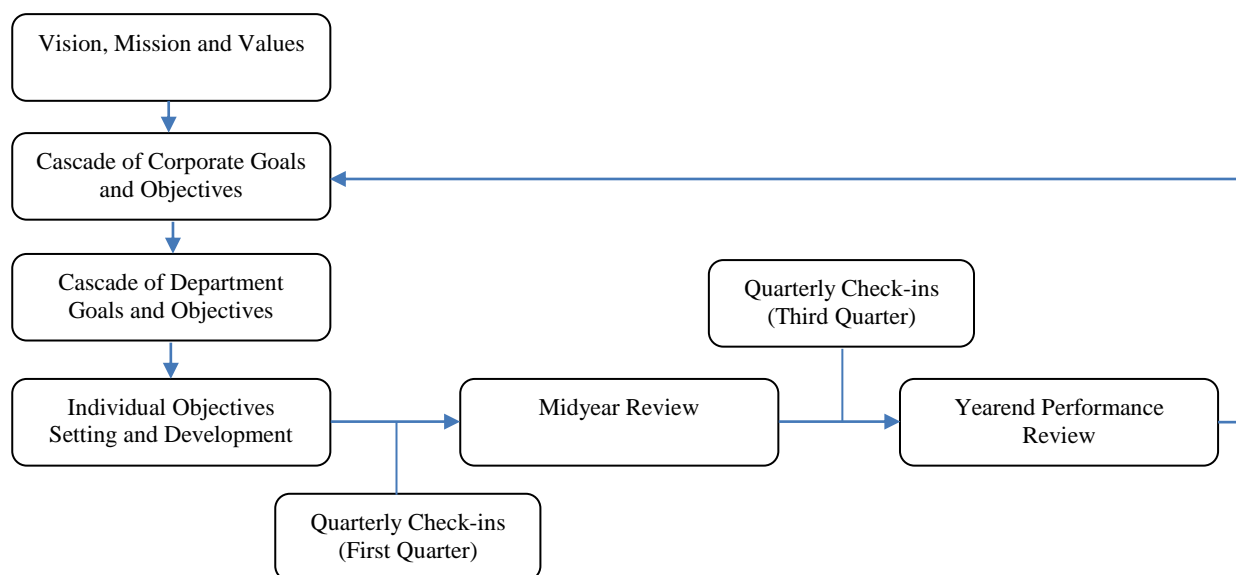 Vision, Mission and Values
Cascade of Corporate Goals
and Objectives
Cascade of Department
Goals and Objectives
Quarterly Check-ins
(Third Quarter)
Individual Objectives
Setting and Development
Midyear Review
Yearend Performance
Review
Quarterly Check-ins
(First Quarter)